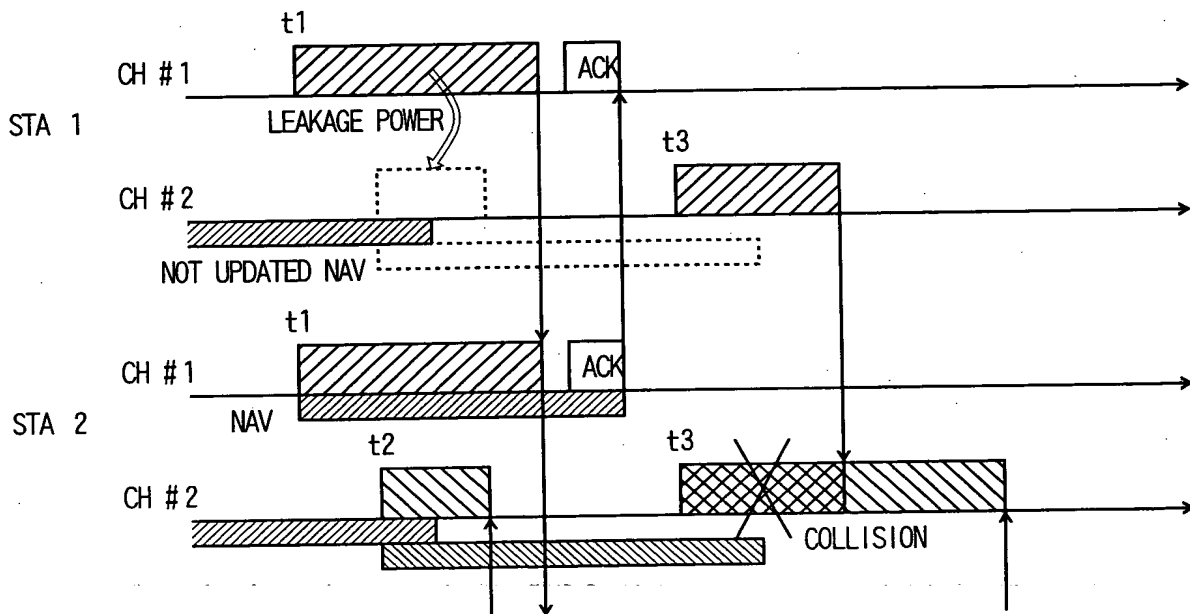 t1
CH #1
ACK
LEAKAGE POWER
STA 1
t3
CH #2
NOT UPDATED NAV
t1
CH #1
ACK
NAV
STA 2
t2
t3
CH #2
COLLISION